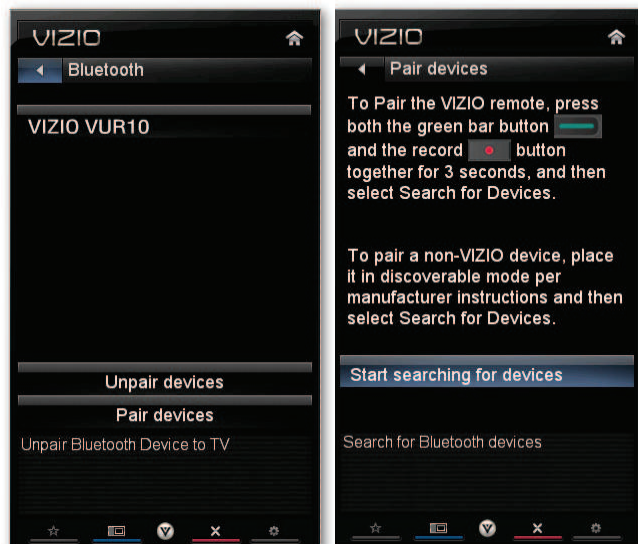 VIZIO
Bluetooth
VIZIO VUR10
Unpair devices
Pair devices
Unpair Bluetooth Device to TV
VIZIO
Pair devices
To Pair the VIZIO remote, press
both the green bar button
and the record button
together for 3 seconds, and then
select Search for Devices.
To pair a non-VIZIO device, place
it in discoverable mode per
manufacturer instructions and then
select Search for Devices.
Start searching for devices
Search for Bluetooth devices